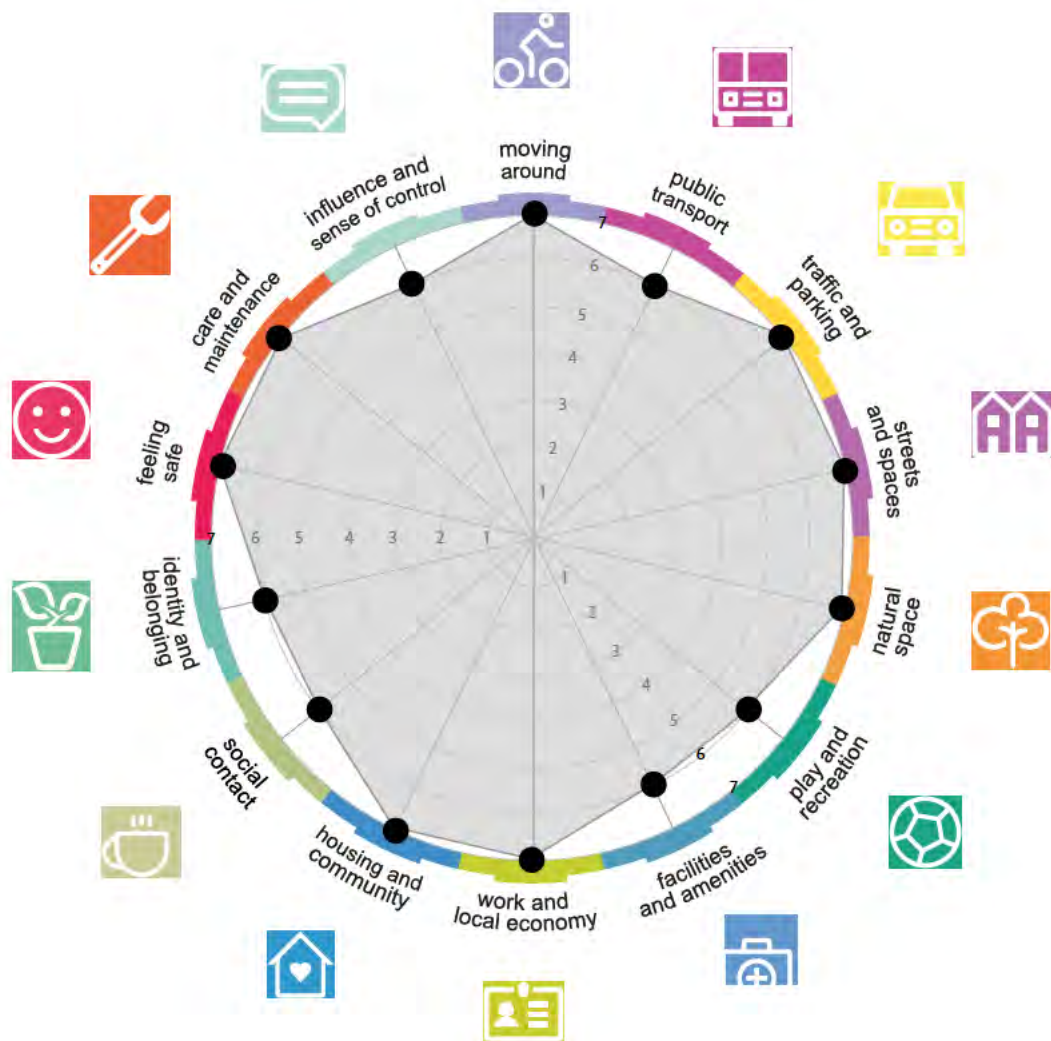 moving
around
public
transport
traffic and
parking
streets
and spaces
natural
space
play and
recreation
facilities
and amenities
work and
local economy
housing and
community
social
contact
identity and
belonging
feeling
safe
care and
maintenance
influence and
sense of control
7
6
5
4
3
2
1
7 6 5 4 3 2 1
1
2
3
4
5
6
7